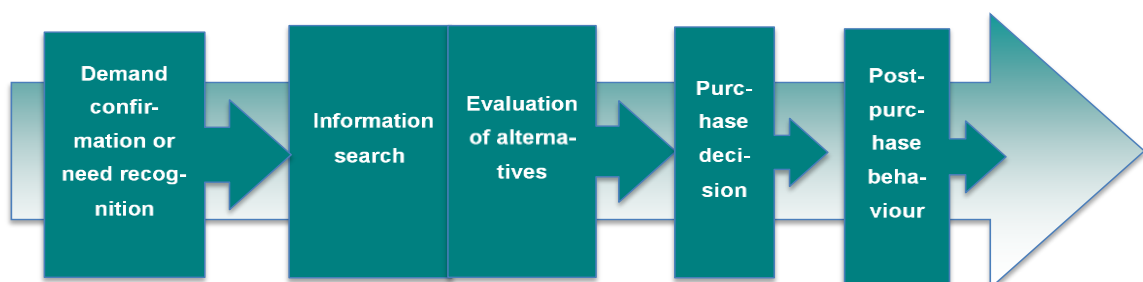 Demand
confir-
mation or
need recog-
nition
Information
search
Evaluation
of alterna-
tives
Purc-
hase
deci-
sion
Post-
purc-
hase
beha-
viour